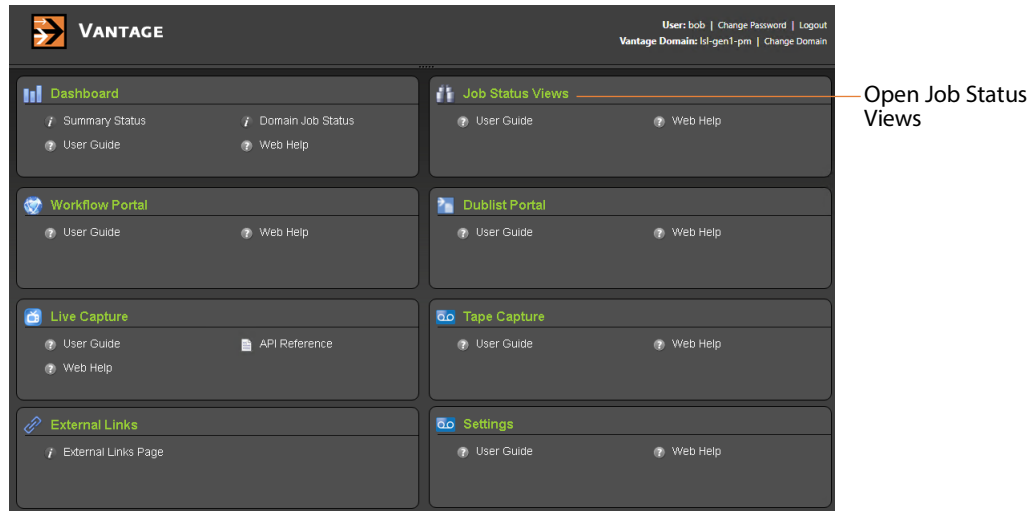 VANTAGE
User: bob | Change Password | Logout
Vantage Domain: lsl-gen1-pm | Change Domain
Dashboard
Summary Status
Domain Job Status
User Guide
Web Help
Job Status Views
User Guide
Web Help
Open Job Status
Views
Workflow Portal
User Guide
Web Help
Dublist Portal
User Guide
Web Help
Live Capture
User Guide
API Reference
Web Help
Tape Capture
User Guide
Web Help
External Links
External Links Page
Settings
User Guide
Web Help